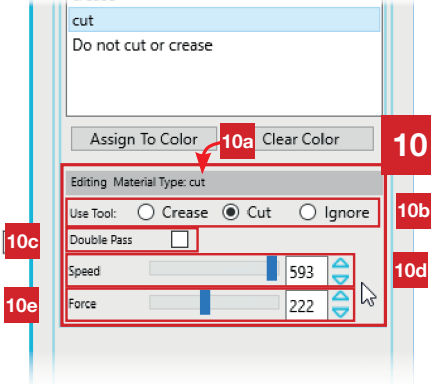 cut
Do not cut or crease
Assign To Color
10a
Clear Color
10
Editing Material Type: cut
Use Tool:
Crease
Cut
Ignore
10b
10c
Double Pass
Speed
593
10d
10e
Force
222